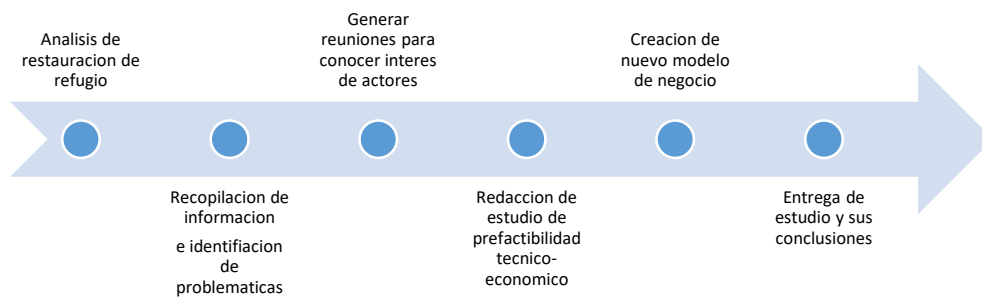 Analisis de
restauracion de
refugio
Recopilacion de
informacion
e identifiacion
de
problematicas
Generar
reuniones para
conocer interes
de actores
Redaccion de
estudio de
prefactibilidad
tecnico-
economico
Creacion de
nuevo modelo
de negocio
Entrega de
estudio y sus
conclusiones